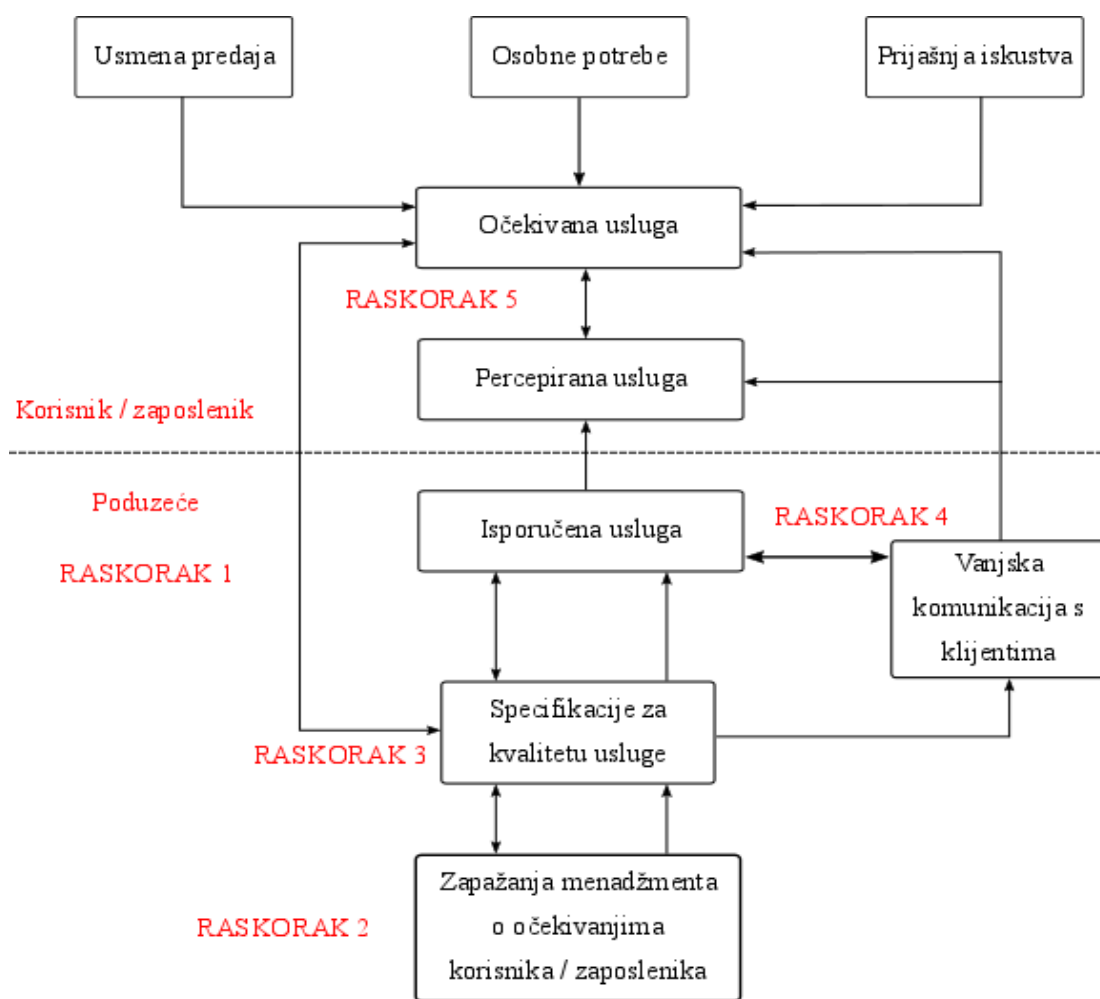 Usmena predaja
Osobne potrebe
Prijašnja iskustva
Očekivana usluga
RASKORAK 5
Percepirana usluga
Korisnik / zaposlenik
Poduzeće
Isporučena usluga
RASKORAK 4
RASKORAK 1
Vanjska
komunikacija s
klijentima
Specifikacije za
kvalitetu usluge
RASKORAK 3
Zapažanja menadžmenta
o očekivanjima
korisnika / zaposlenika
RASKORAK 2